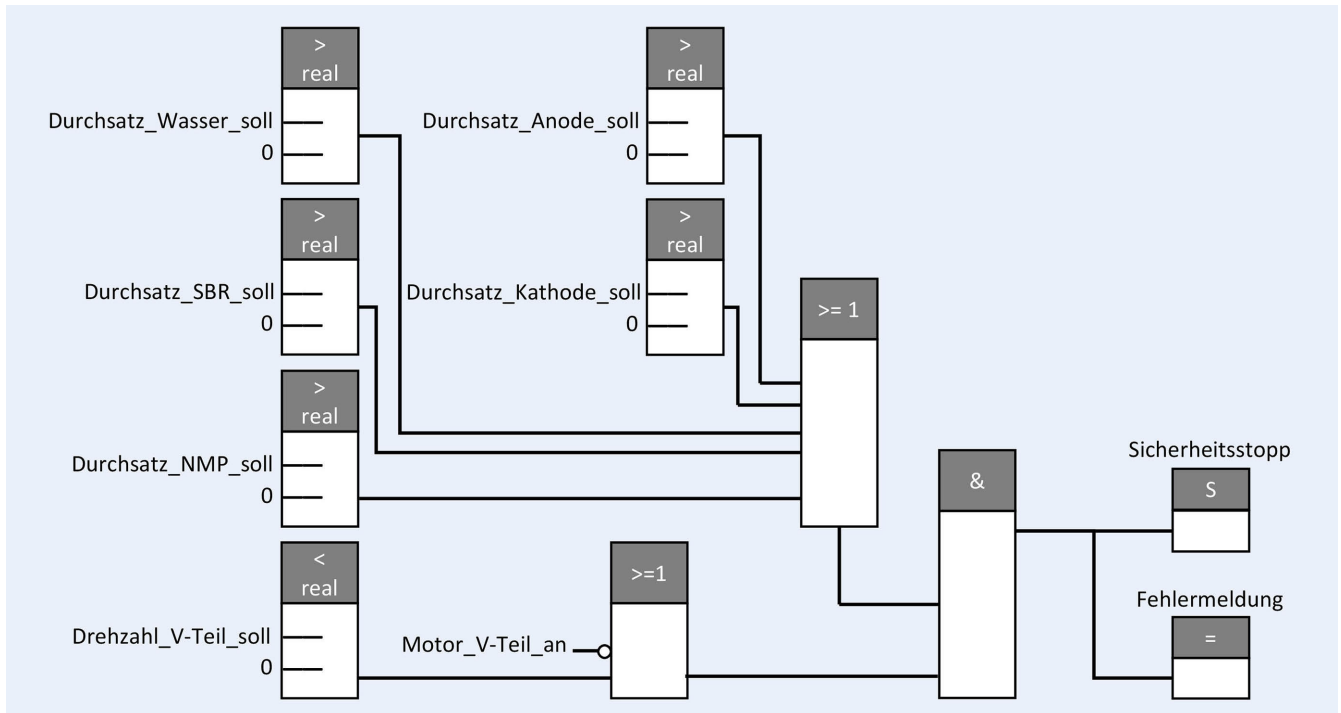 >
real
Durchsatz_Wasser_soll
0
>
real
Durchsatz_Anode_soll
0
>
real
Durchsatz_SBR_soll
0
>
real
Durchsatz_Kathode_soll
0
>= 1
>
real
Durchsatz_NMP_soll
0
<
real
Drehzahl_V-Teil_soll
0
>=1
Motor_V-Teil_an
&
Sicherheitsstopp
S
Fehlermeldung
=